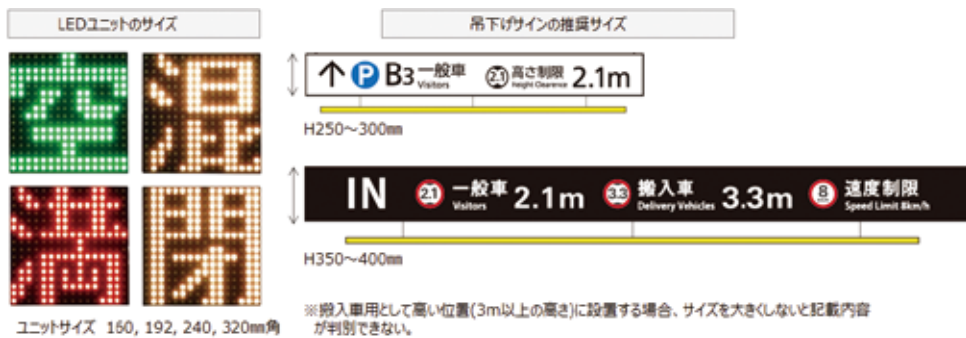 LEDユニットのサイズ
吊下げサインの推奨サイズ
空
混
満
閉
ユニットサイズ 160, 192, 240, 320㎜角
↑ P B3 一般車 Visitors 2.1 高さ制限 Height Clearance 2.1m
H250～300㎜
IN 2.1 一般車 Visitors 2.1m 3.3 搬入車 Delivery Vehicles 3.3m 8 速度制限 Speed Limit 8km/h
H350～400㎜
※搬入車用として高い位置(3m以上の高さ)に設置する場合、サイズを大きくしないと記載内容
が判別できない。